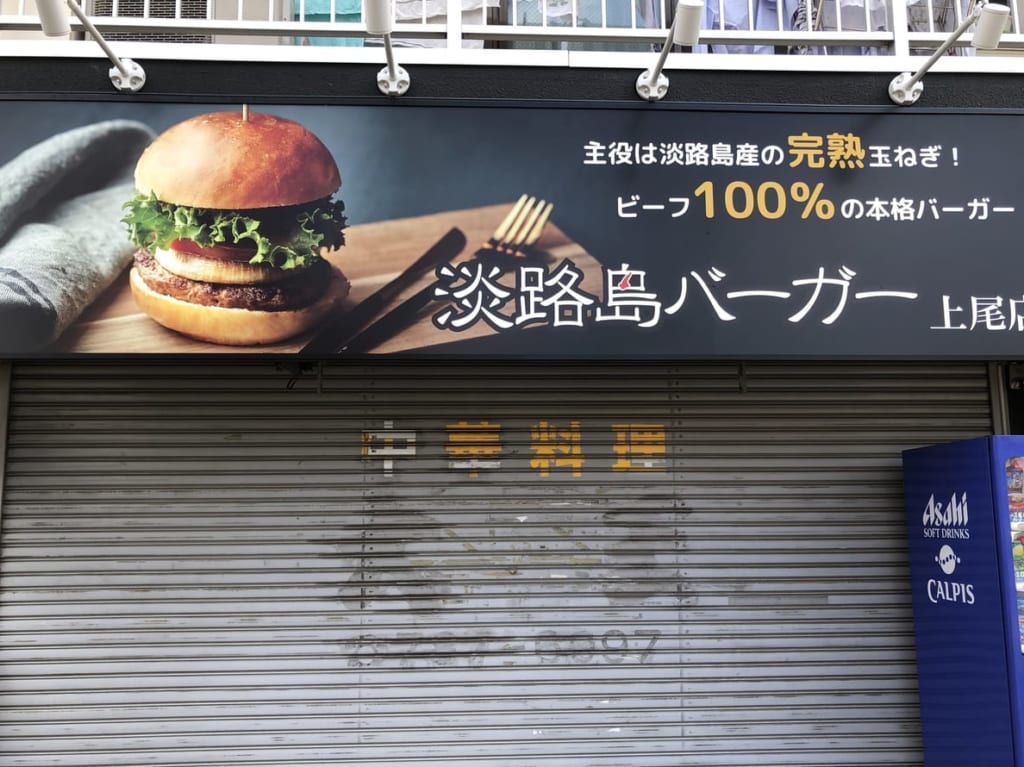 主役は淡路島産の完熟玉ねぎ！
ビーフ100%の本格バーガー
淡路島バーガー 上尾店
中華料理
Asahi
SOFT DRINKS
CALPIS